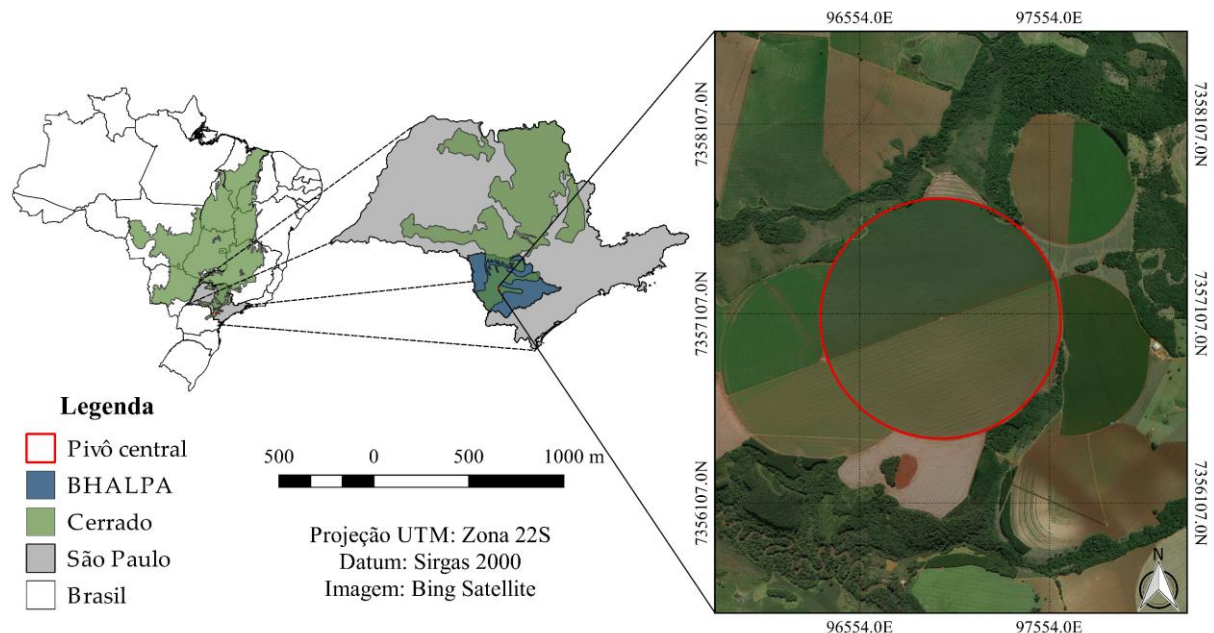 96554.0E
97554.0E
7358107.0N
7358107.0N
7357107.0N
7357107.0N
7356107.0N
7356107.0N
Legenda
Pivô central
BHALPA
Cerrado
São Paulo
Brasil
500 0 500 1000 m
Projeção UTM: Zona 22S
Datum: Sirgas 2000
Imagem: Bing Satellite
N
96554.0E
97554.0E